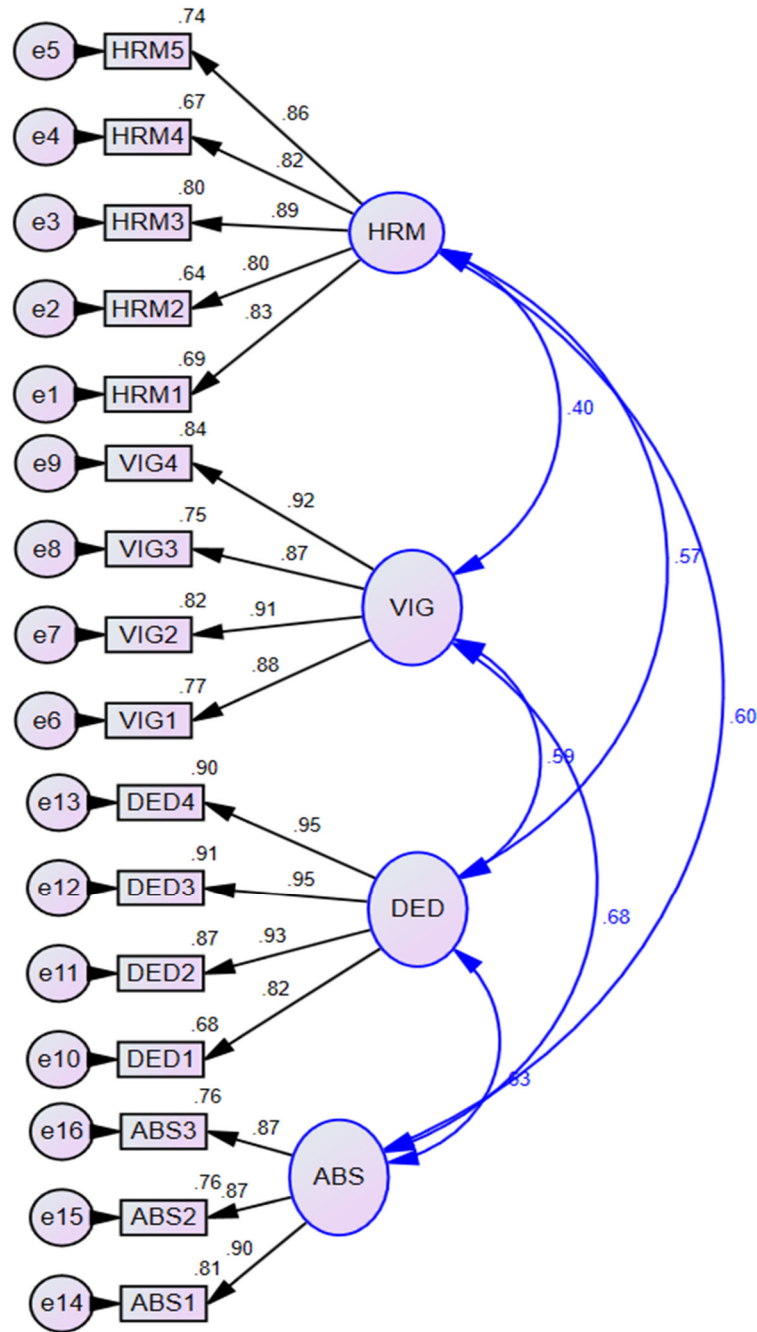 .74
e5 HRM5
.86
.67
e4 HRM4
.82
.80
e3 HRM3
.89
HRM
.64
e2 HRM2
.80
.83
.69
e1 HRM1
.40
.84
e9 VIG4
.92
.75
e8 VIG3
.87
.57
.82
e7 VIG2
.91
VIG
.88
.77
e6 VIG1
.60
.59
.90
e13 DED4
.95
.91
e12 DED3
.95
DED
.68
.87
e11 DED2
.93
.82
.68
e10 DED1
.76
e16 ABS3
.87
.76
e15 ABS2
.87
ABS
.90
.81
e14 ABS1